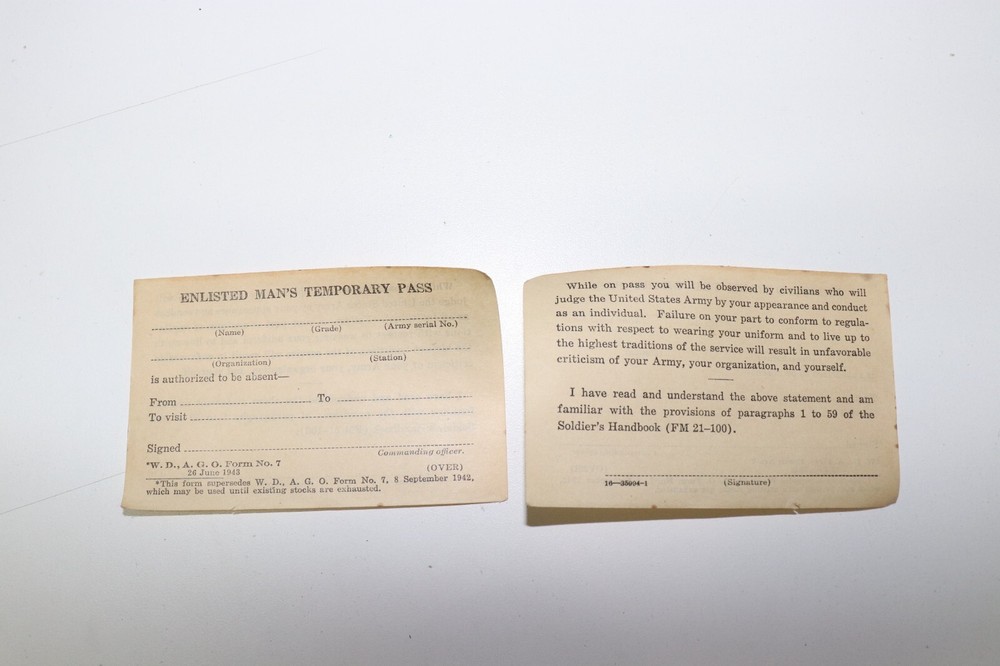 ENLISTED MAN'S TEMPORARY PASS
(Name) (Grade) (Army serial No.)
(Organization) (Station)
is authorized to be absent—
From To
To visit
Signed
Commanding officer.
*W. D., A. G. O. Form No. 7
26 June 1943
(OVER)
*This form supersedes W. D., A. G. O. Form No. 7, 8 September 1942,
which may be used until existing stocks are exhausted.
While on pass you will be observed by civilians who will
judge the United States Army by your appearance and conduct
as an individual. Failure on your part to conform to regula-
tions with respect to wearing your uniform and to live up to
the highest traditions of the service will result in unfavorable
criticism of your Army, your organization, and yourself.
I have read and understand the above statement and am
familiar with the provisions of paragraphs 1 to 59 of the
Soldier's Handbook (FM 21–100).
(Signature)